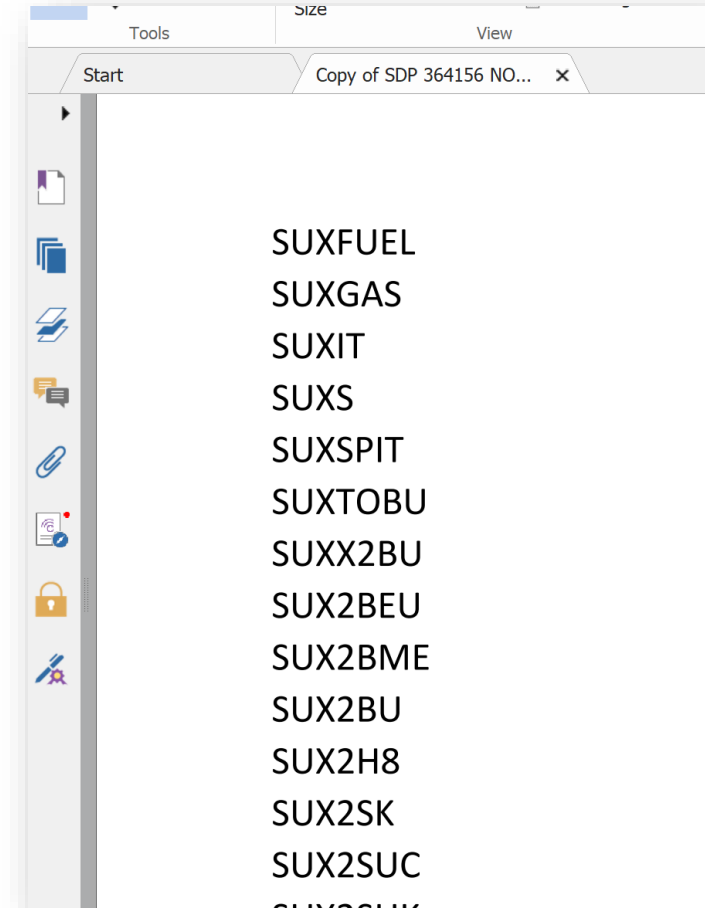 Size
Tools
View
Start
Copy of SDP 364156 NO...
SUXFUEL
SUXGAS
SUXIT
SUXS
SUXSPIT
SUXTOBU
SUXX2BU
SUX2BEU
SUX2BME
SUX2BU
SUX2H8
SUX2SK
SUX2SUC